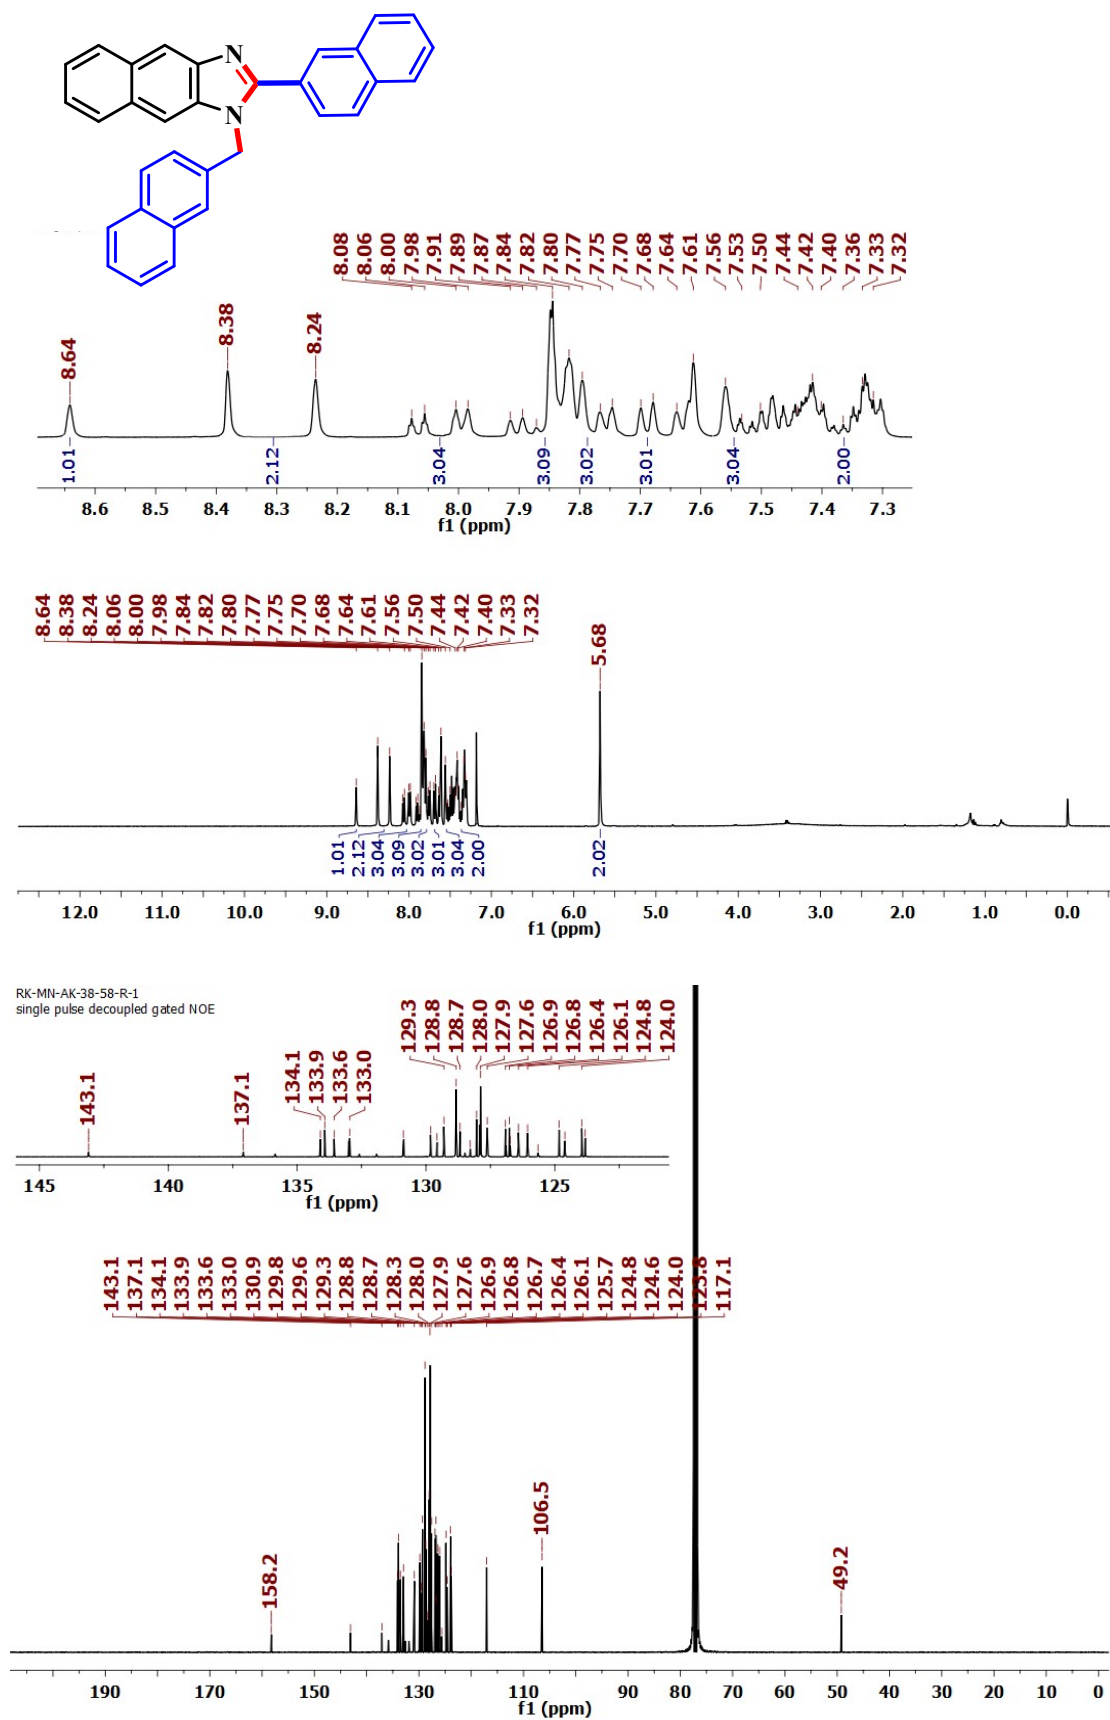 N
N
8.08 8.06 8.00 7.98 7.91 7.89 7.87 7.84 7.82 7.80 7.77 7.75 7.70 7.68 7.64 7.61 7.56 7.53 7.50 7.44 7.42 7.40 7.36 7.33 7.32
8.64 8.38 8.24
1.01 2.12 3.04 3.09 3.02 3.01 3.04 2.00
8.6 8.5 8.4 8.3 8.2 8.1 8.0 7.9 7.8 7.7 7.6 7.5 7.4 7.3
f1 (ppm)
8.64 8.38 8.24 8.06 8.00 7.98 7.84 7.82 7.80 7.77 7.75 7.70 7.68 7.64 7.61 7.56 7.50 7.44 7.42 7.40 7.33 7.32
5.68
1.01 2.12 3.04 3.09 3.02 3.01 3.04 2.00 2.02
12.0 11.0 10.0 9.0 8.0 7.0 6.0 5.0 4.0 3.0 2.0 1.0 0.0
f1 (ppm)
RK-MN-AK-38-58-R-1
single pulse decoupled gated NOE
143.1 137.1 134.1 133.9 133.6 133.0 129.3 128.8 128.7 128.0 127.9 127.6 126.9 126.8 126.4 126.1 124.8 124.0
145 140 135 130 125
f1 (ppm)
143.1 137.1 134.1 133.9 133.6 133.0 130.9 129.8 129.6 129.3 128.8 128.7 128.3 128.0 127.9 127.6 126.9 126.8 126.7 126.4 126.1 125.7 124.8 124.6 124.0 123.8 117.1
158.2 106.5 49.2
190 170 150 130 110 90 80 70 60 50 40 30 20 10 0
f1 (ppm)